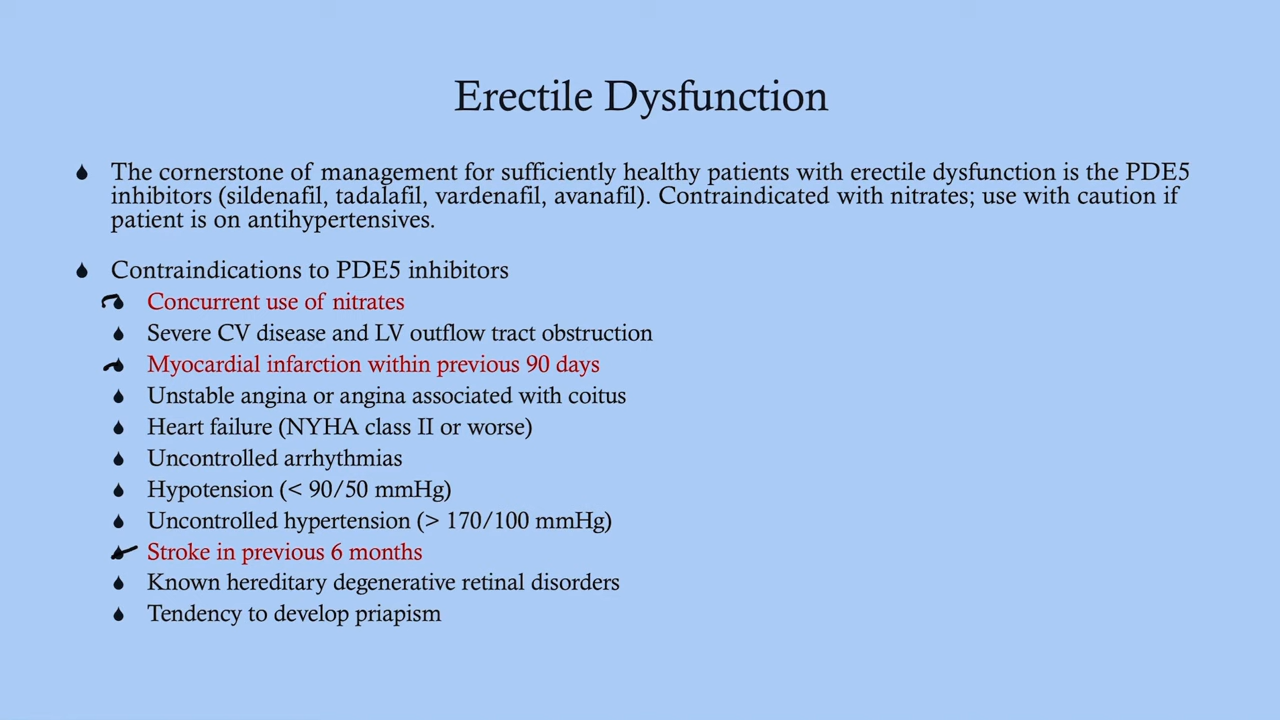 Erectile Dysfunction
The cornerstone of management for sufficiently healthy patients with erectile dysfunction is the PDE5
inhibitors (sildenafil, tadalafil, vardenafil, avanafil). Contraindicated with nitrates; use with caution if
patient is on antihypertensives.
Contraindications to PDE5 inhibitors
Concurrent use of nitrates
Severe CV disease and LV outflow tract obstruction
Myocardial infarction within previous 90 days
Unstable angina or angina associated with coitus
Heart failure (NYHA class II or worse)
Uncontrolled arrhythmias
Hypotension (< 90/50 mmHg)
Uncontrolled hypertension (> 170/100 mmHg)
Stroke in previous 6 months
Known hereditary degenerative retinal disorders
Tendency to develop priapism